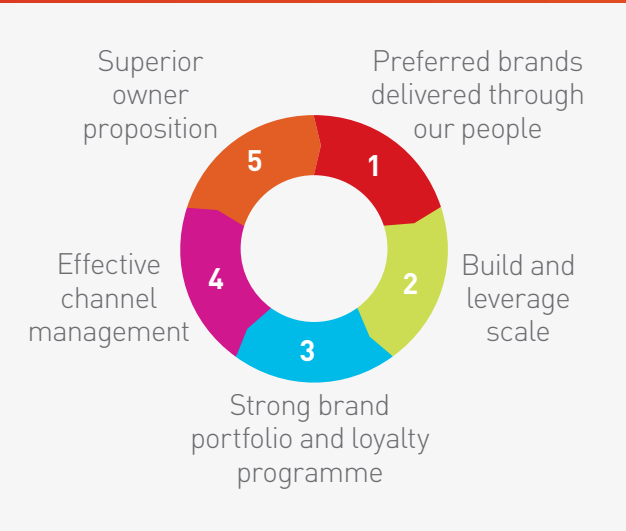 Superior
owner
proposition
5
Preferred brands
delivered through
our people
1
Build and
leverage
scale
2
3
Strong brand
portfolio and loyalty
programme
Effective
channel
management
4